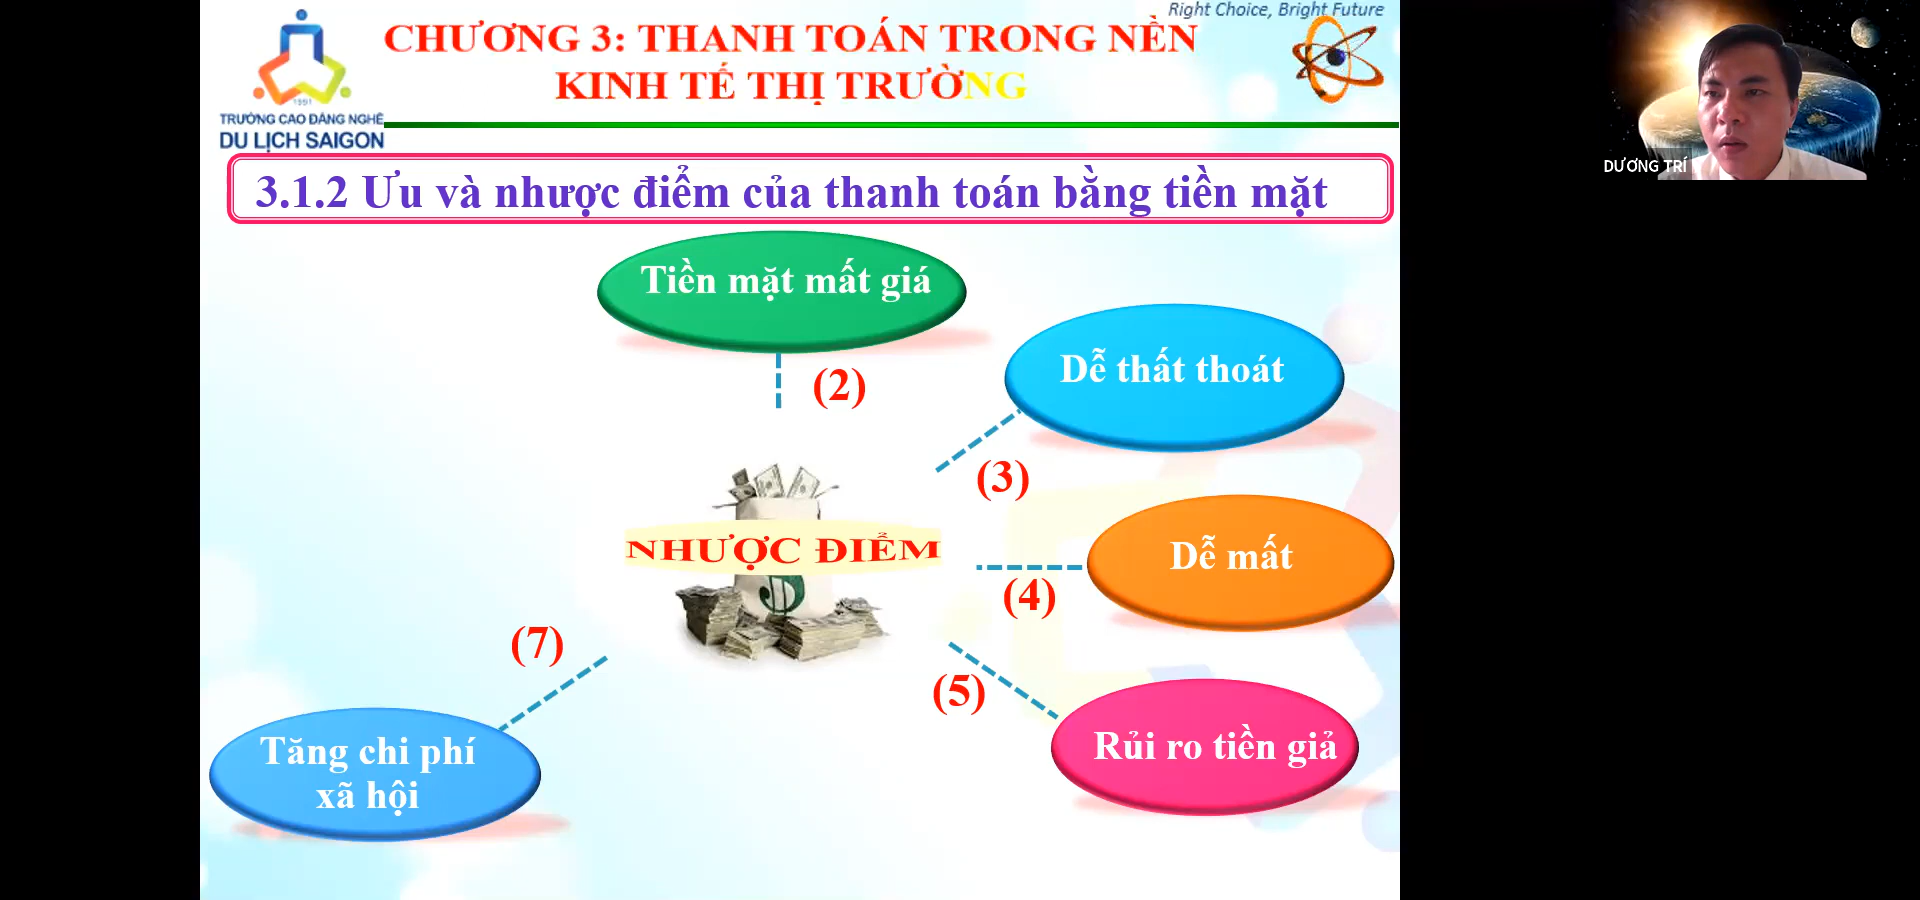 Right Choice, Bright Future
CHƯƠNG 3: THANH TOÁN TRONG NỀN
KINH TẾ THỊ TRƯỜNG
1991
TRƯỜNG CAO ĐẲNG NGHỀ
DU LỊCH SAIGON
DƯƠNG TRÍ
3.1.2 Ưu và nhược điểm của thanh toán bằng tiền mặt
Tiền mặt mất giá
(2)
Dễ thất thoát
(3)
NHƯỢC ĐIỂM
Dễ mất
(4)
(7)
(5)
Rủi ro tiền giả
Tăng chi phí
xã hội